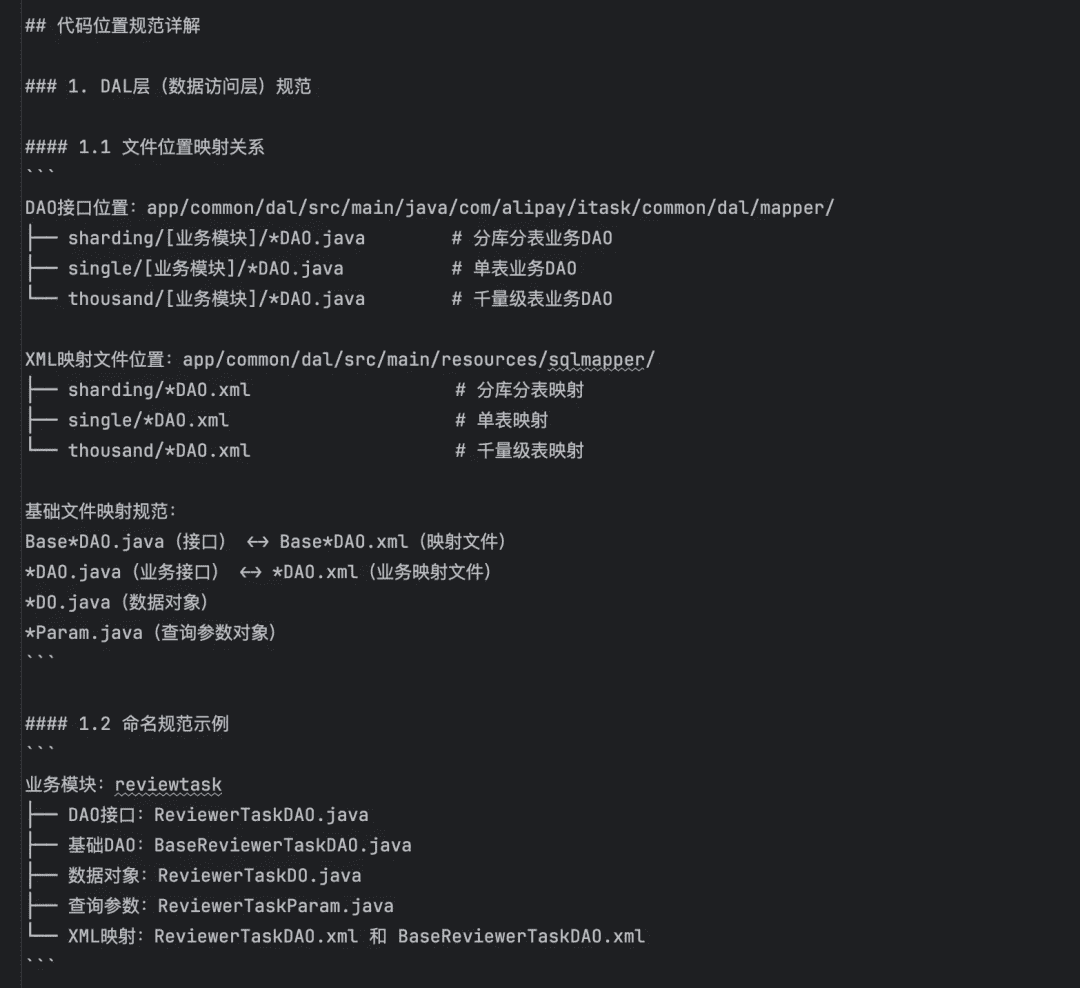 ## 代码位置规范详解
### 1. DAL层（数据访问层）规范
#### 1.1 文件位置映射关系
```
DAO接口位置：app/common/dal/src/main/java/com/alipay/itask/common/dal/mapper/
├── sharding/[业务模块]/*DAO.java        # 分库分表业务DAO
├── single/[业务模块]/*DAO.java          # 单表业务DAO
└── thousand/[业务模块]/*DAO.java        # 千量级表业务DAO
XML映射文件位置：app/common/dal/src/main/resources/sqlmapper/
├── sharding/*DAO.xml                   # 分库分表映射
├── single/*DAO.xml                     # 单表映射
└── thousand/*DAO.xml                   # 千量级表映射
基础文件映射规范：
Base*DAO.java（接口） ↔ Base*DAO.xml（映射文件）
*DAO.java（业务接口） ↔ *DAO.xml（业务映射文件）
*DO.java（数据对象）
*Param.java（查询参数对象）
```
#### 1.2 命名规范示例
```
业务模块：reviewtask
├── DAO接口：ReviewerTaskDAO.java
├── 基础DAO：BaseReviewerTaskDAO.java
├── 数据对象：ReviewerTaskDO.java
├── 查询参数：ReviewerTaskParam.java
└── XML映射：ReviewerTaskDAO.xml 和 BaseReviewerTaskDAO.xml
```